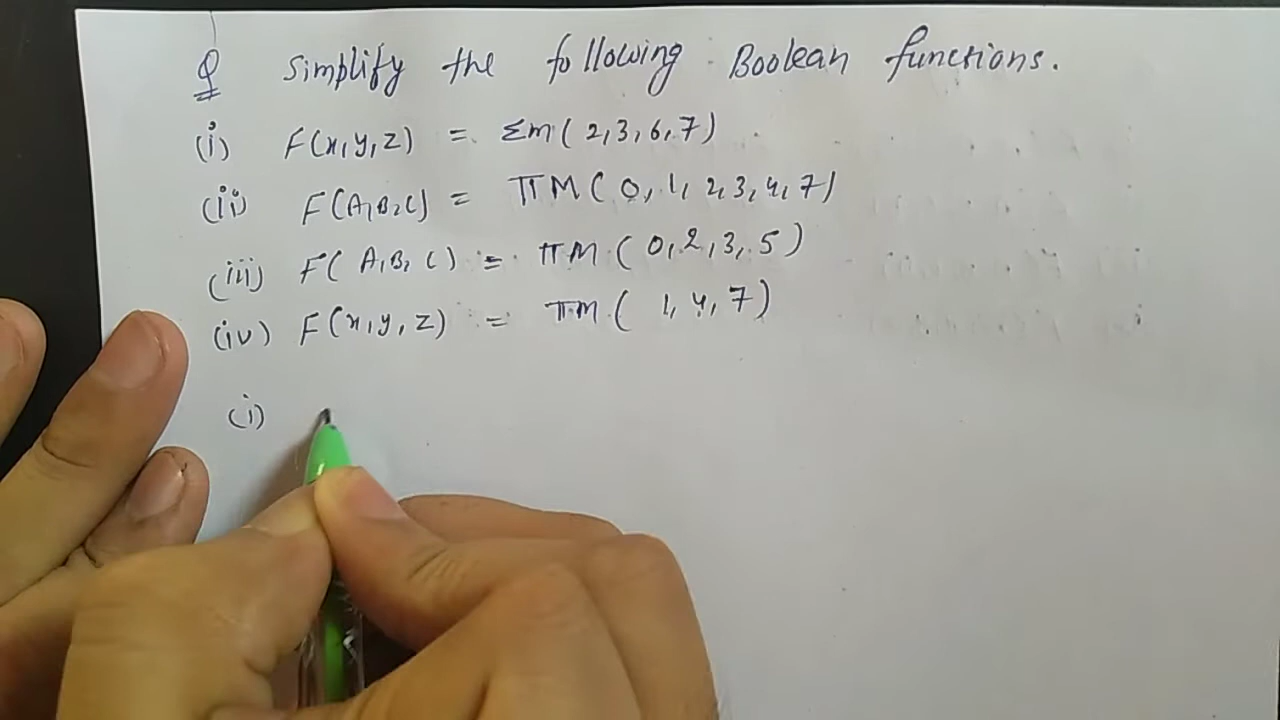 Q Simplify the following Boolean functions.
(i) F(x,y,z) = Σm(2,3,6,7)
(ii) F(A,B,C) = ΠM(0,1,2,3,4,7)
(iii) F(A,B,C) = πM(0,2,3,5)
(iv) F(x,y,z) = πM(1,4,7)
(i)